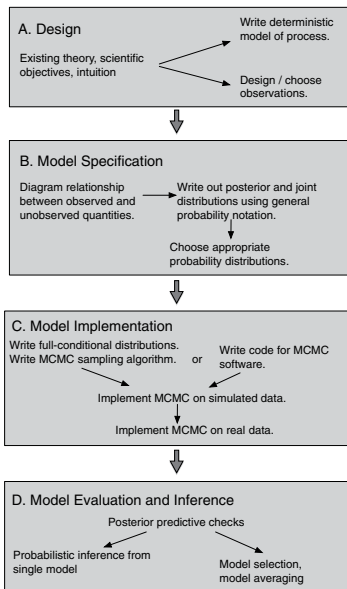 A. Design
Write deterministic
model of process.
Existing theory, scientific
objectives, intuition
Design / choose
observations.
B. Model Specification
Diagram relationship
between observed and
unobserved quantities.
Write out posterior and joint
distributions using general
probability notation.
Choose appropriate
probability distributions.
C. Model Implementation
Write full-conditional distributions.
Write MCMC sampling algorithm.
or
Write code for MCMC
software.
Implement MCMC on simulated data.
Implement MCMC on real data.
D. Model Evaluation and Inference
Posterior predictive checks
Probabilistic inference from
single model
Model selection,
model averaging